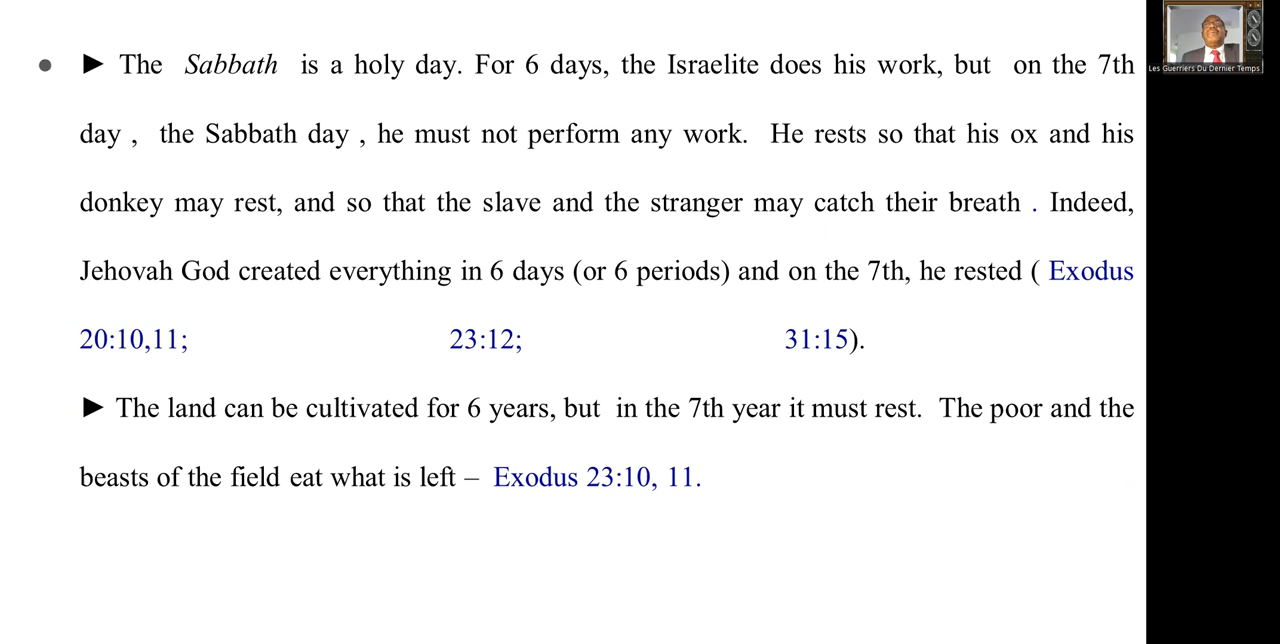 ● ► The Sabbath is a holy day. For 6 days, the Israelite does his work, but on the 7th
day , the Sabbath day , he must not perform any work. He rests so that his ox and his
donkey may rest, and so that the slave and the stranger may catch their breath . Indeed,
Jehovah God created everything in 6 days (or 6 periods) and on the 7th, he rested ( Exodus
20:10,11; 23:12; 31:15).
► The land can be cultivated for 6 years, but in the 7th year it must rest. The poor and the
beasts of the field eat what is left – Exodus 23:10, 11.
Les Guerriers Du Dernier Temps